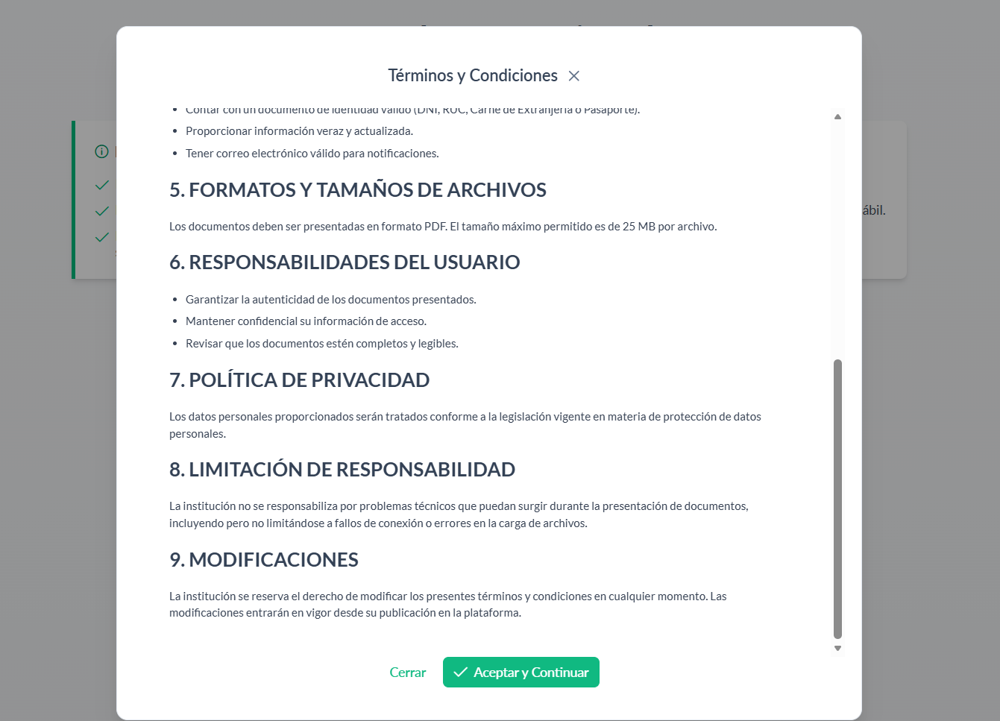 Términos y Condiciones
Contar con un documento de identidad válido (DNI, RUC, Carné de Extranjería o Pasaporte).
Proporcionar información veraz y actualizada.
Tener correo electrónico válido para notificaciones.
5. FORMATOS Y TAMAÑOS DE ARCHIVOS
Los documentos deben ser presentadas en formato PDF. El tamaño máximo permitido es de 25 MB por archivo.
6. RESPONSABILIDADES DEL USUARIO
Garantizar la autenticidad de los documentos presentados.
Mantener confidencial su información de acceso.
Revisar que los documentos estén completos y legibles.
7. POLÍTICA DE PRIVACIDAD
Los datos personales proporcionados serán tratados conforme a la legislación vigente en materia de protección de datos
personales.
8. LIMITACIÓN DE RESPONSABILIDAD
La institución no se responsabiliza por problemas técnicos que puedan surgir durante la presentación de documentos,
incluyendo pero no limitándose a fallos de conexión o errores en la carga de archivos.
9. MODIFICACIONES
La institución se reserva el derecho de modificar los presentes términos y condiciones en cualquier momento. Las
modificaciones entrarán en vigor desde su publicación en la plataforma.
Cerrar
Aceptar y Continuar
ábil.